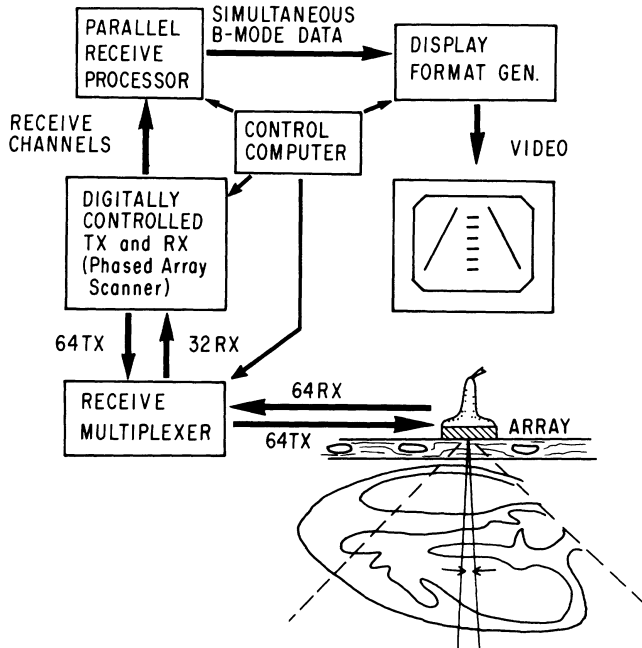 SIMULTANEOUS
B-MODE DATA
PARALLEL
RECEIVE
PROCESSOR
DISPLAY
FORMAT GEN.
RECEIVE
CHANNELS
CONTROL
COMPUTER
VIDEO
DIGITALLY
CONTROLLED
TX and RX
(Phased Array
Scanner)
64TX
32RX
RECEIVE
MULTIPLEXER
64RX
64TX
ARRAY